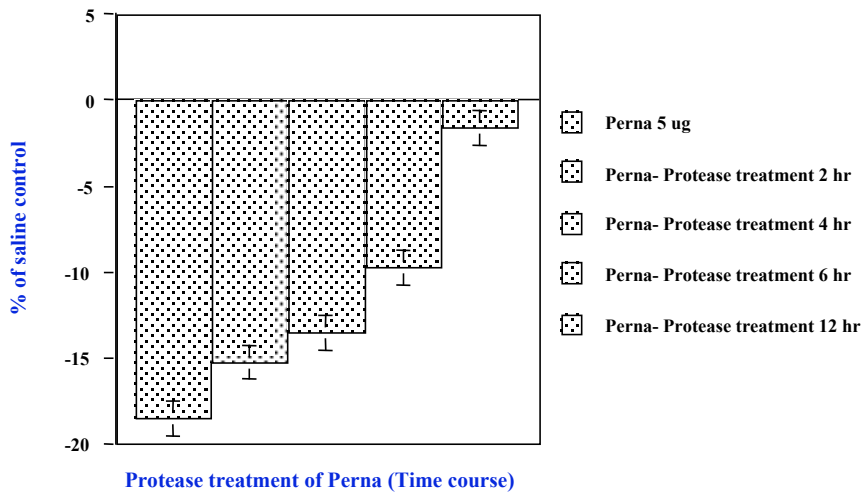 5
0
-5
-10
-15
-20
% of saline control
Perna 5 ug
Perna- Protease treatment 2 hr
Perna- Protease treatment 4 hr
Perna- Protease treatment 6 hr
Perna- Protease treatment 12 hr
Protease treatment of Perna (Time course)